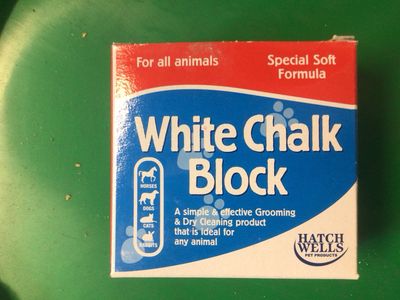 For all animals
Special Soft
Formula
White Chalk
Block
HORSES
DOGS
CATS
RABBITS
A simple & effective Grooming
& Dry Cleaning product
that is ideal for
any animal
HATCH
WELLS
PET PRODUCTS